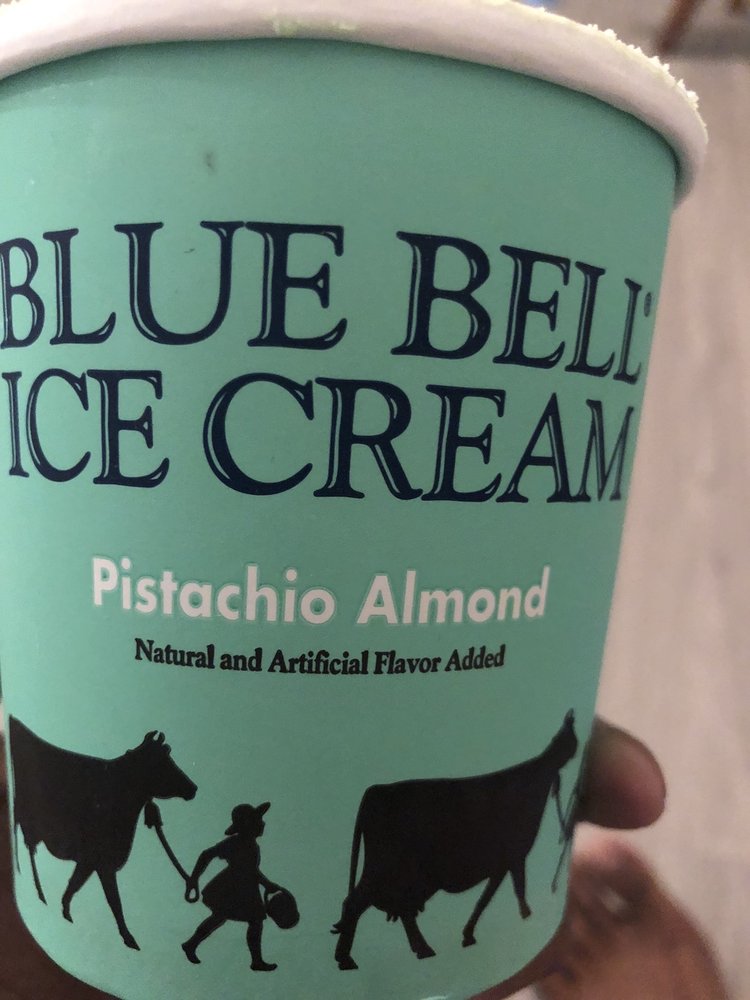 BLUE BELL®
ICE CREAM
Pistachio Almond
Natural and Artificial Flavor Added